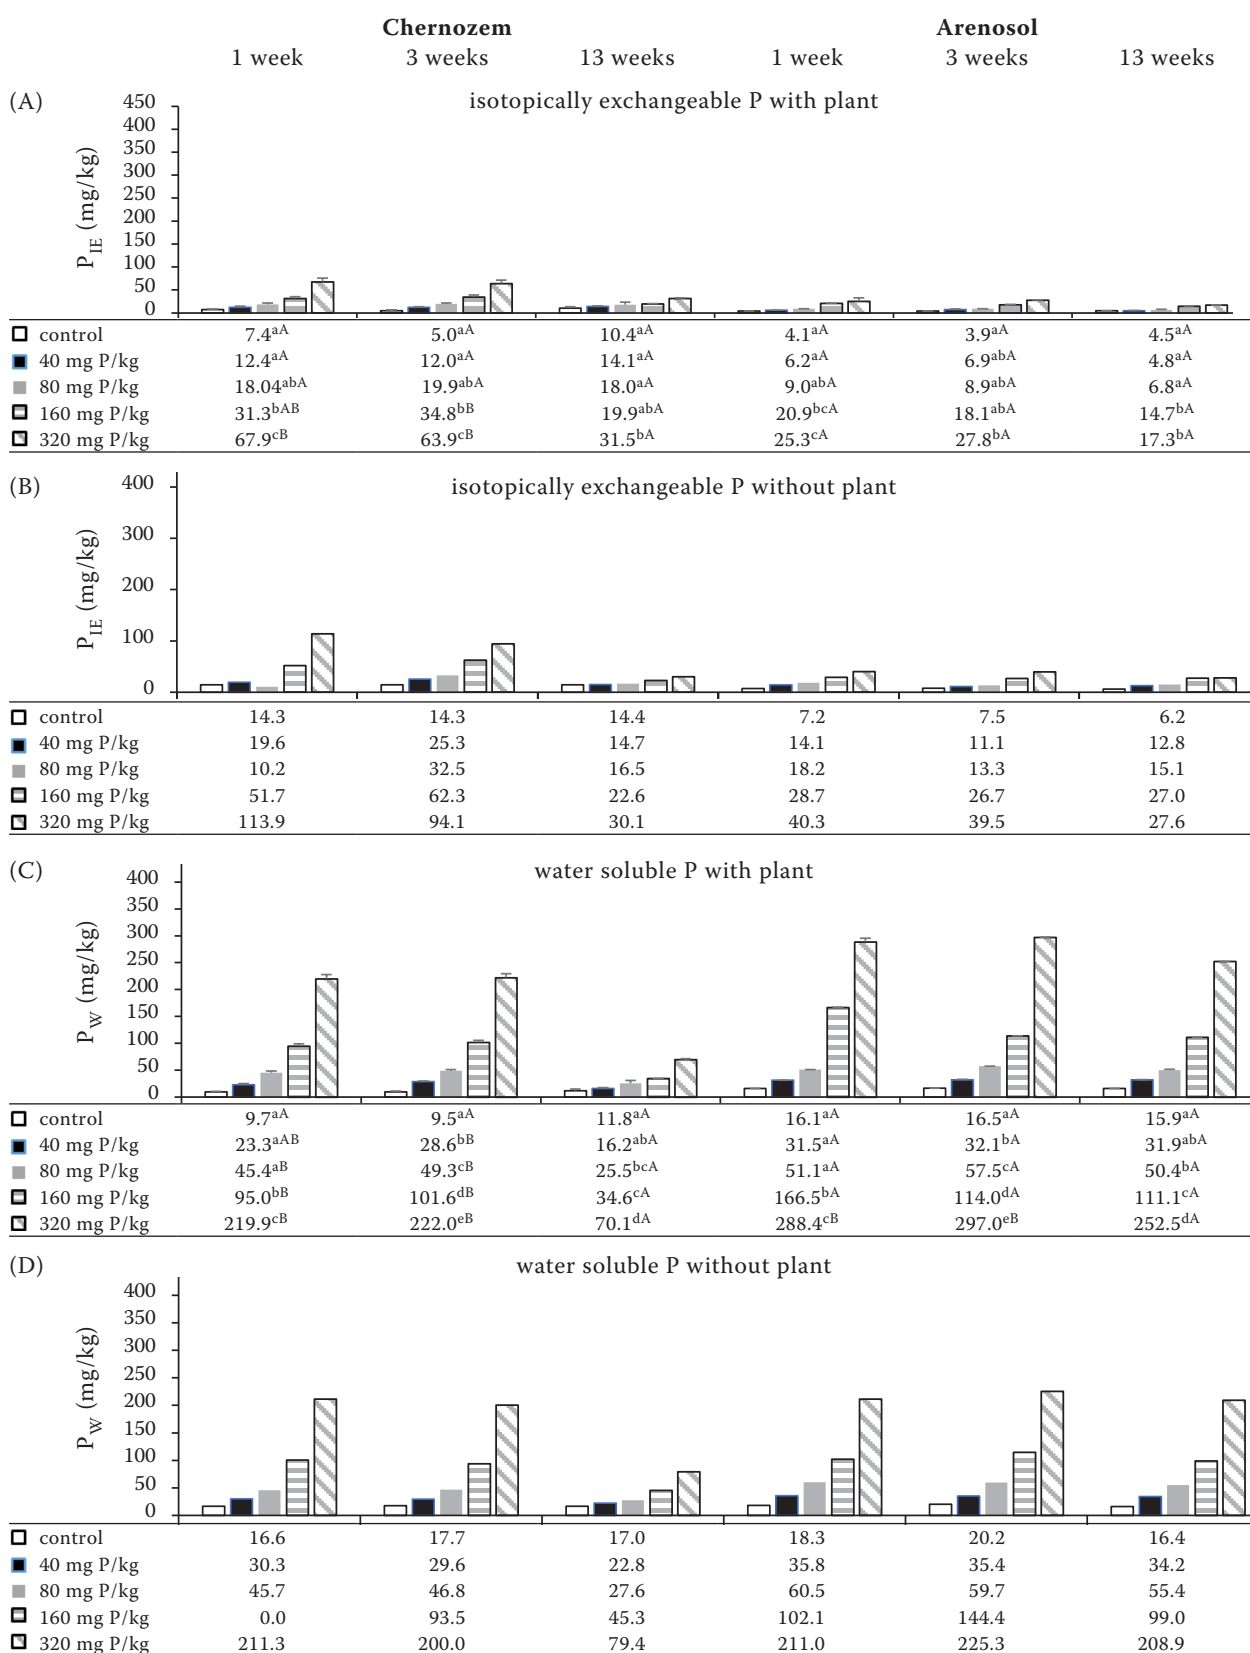 Chernozem Arenosol
1 week 3 weeks 13 weeks 1 week 3 weeks 13 weeks
(A) isotopically exchangeable P with plant
450
400
350
300
250
200
150
100
50
0
P_IE (mg/kg)
control 7.4^aA 5.0^aA 10.4^aA 4.1^aA 3.9^aA 4.5^aA
40 mg P/kg 12.4^aA 12.0^aA 14.1^aA 6.2^aA 6.9^abA 4.8^aA
80 mg P/kg 18.04^abA 19.9^abA 18.0^aA 9.0^abA 8.9^abA 6.8^aA
160 mg P/kg 31.3^bAB 34.8^bB 19.9^abA 20.9^bcA 18.1^abA 14.7^bA
320 mg P/kg 67.9^cB 63.9^cB 31.5^bA 25.3^cA 27.8^bA 17.3^bA
(B) isotopically exchangeable P without plant
400
300
200
100
0
P_IE (mg/kg)
control 14.3 14.3 14.4 7.2 7.5 6.2
40 mg P/kg 19.6 25.3 14.7 14.1 11.1 12.8
80 mg P/kg 10.2 32.5 16.5 18.2 13.3 15.1
160 mg P/kg 51.7 62.3 22.6 28.7 26.7 27.0
320 mg P/kg 113.9 94.1 30.1 40.3 39.5 27.6
(C) water soluble P with plant
400
350
300
250
200
150
100
50
0
P_W (mg/kg)
control 9.7^aA 9.5^aA 11.8^aA 16.1^aA 16.5^aA 15.9^aA
40 mg P/kg 23.3^aAB 28.6^bB 16.2^abA 31.5^aA 32.1^bA 31.9^abA
80 mg P/kg 45.4^aB 49.3^cB 25.5^bcA 51.1^aA 57.5^cA 50.4^bA
160 mg P/kg 95.0^bB 101.6^dB 34.6^cA 166.5^bA 114.0^dA 111.1^cA
320 mg P/kg 219.9^cB 222.0^eB 70.1^dA 288.4^cB 297.0^eB 252.5^dA
(D) water soluble P without plant
400
350
300
250
200
150
100
50
0
P_W (mg/kg)
control 16.6 17.7 17.0 18.3 20.2 16.4
40 mg P/kg 30.3 29.6 22.8 35.8 35.4 34.2
80 mg P/kg 45.7 46.8 27.6 60.5 59.7 55.4
160 mg P/kg 0.0 93.5 45.3 102.1 144.4 99.0
320 mg P/kg 211.3 200.0 79.4 211.0 225.3 208.9